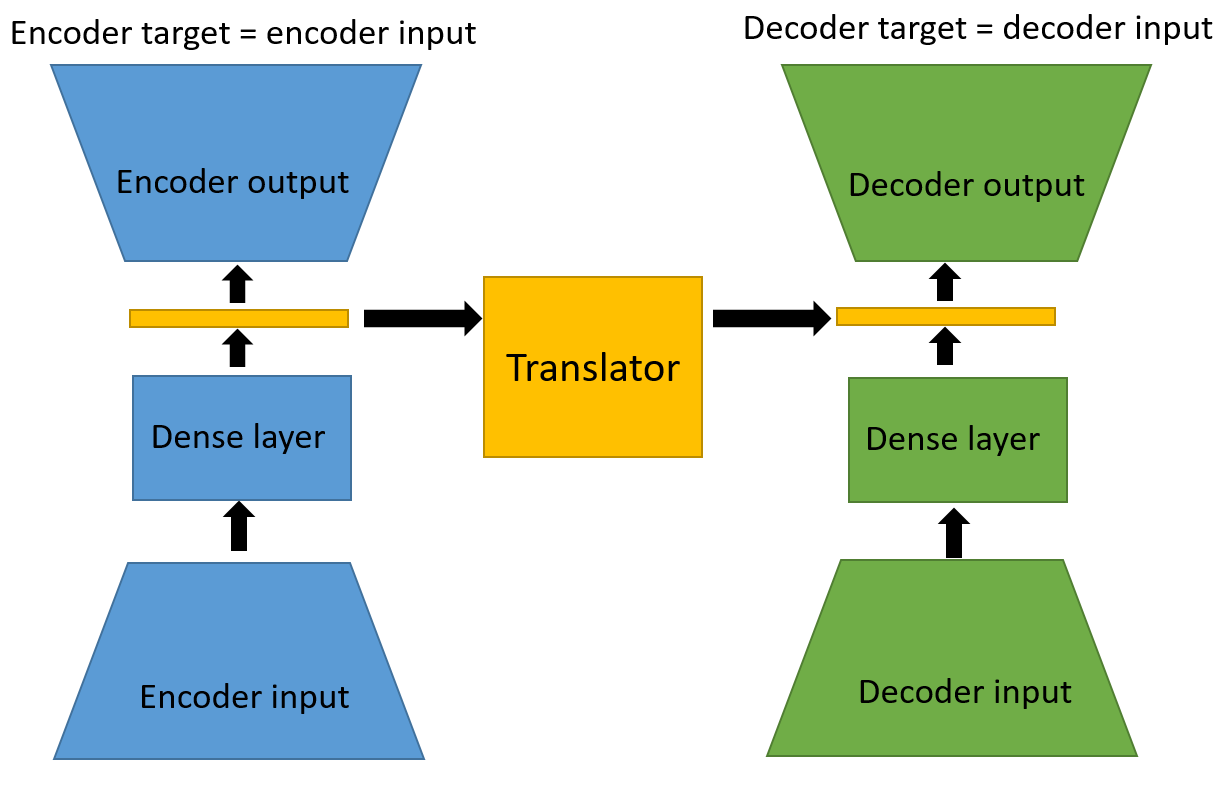 Encoder target = encoder input
Decoder target = decoder input
Encoder output
Decoder output
Translator
Dense layer
Dense layer
Encoder input
Decoder input